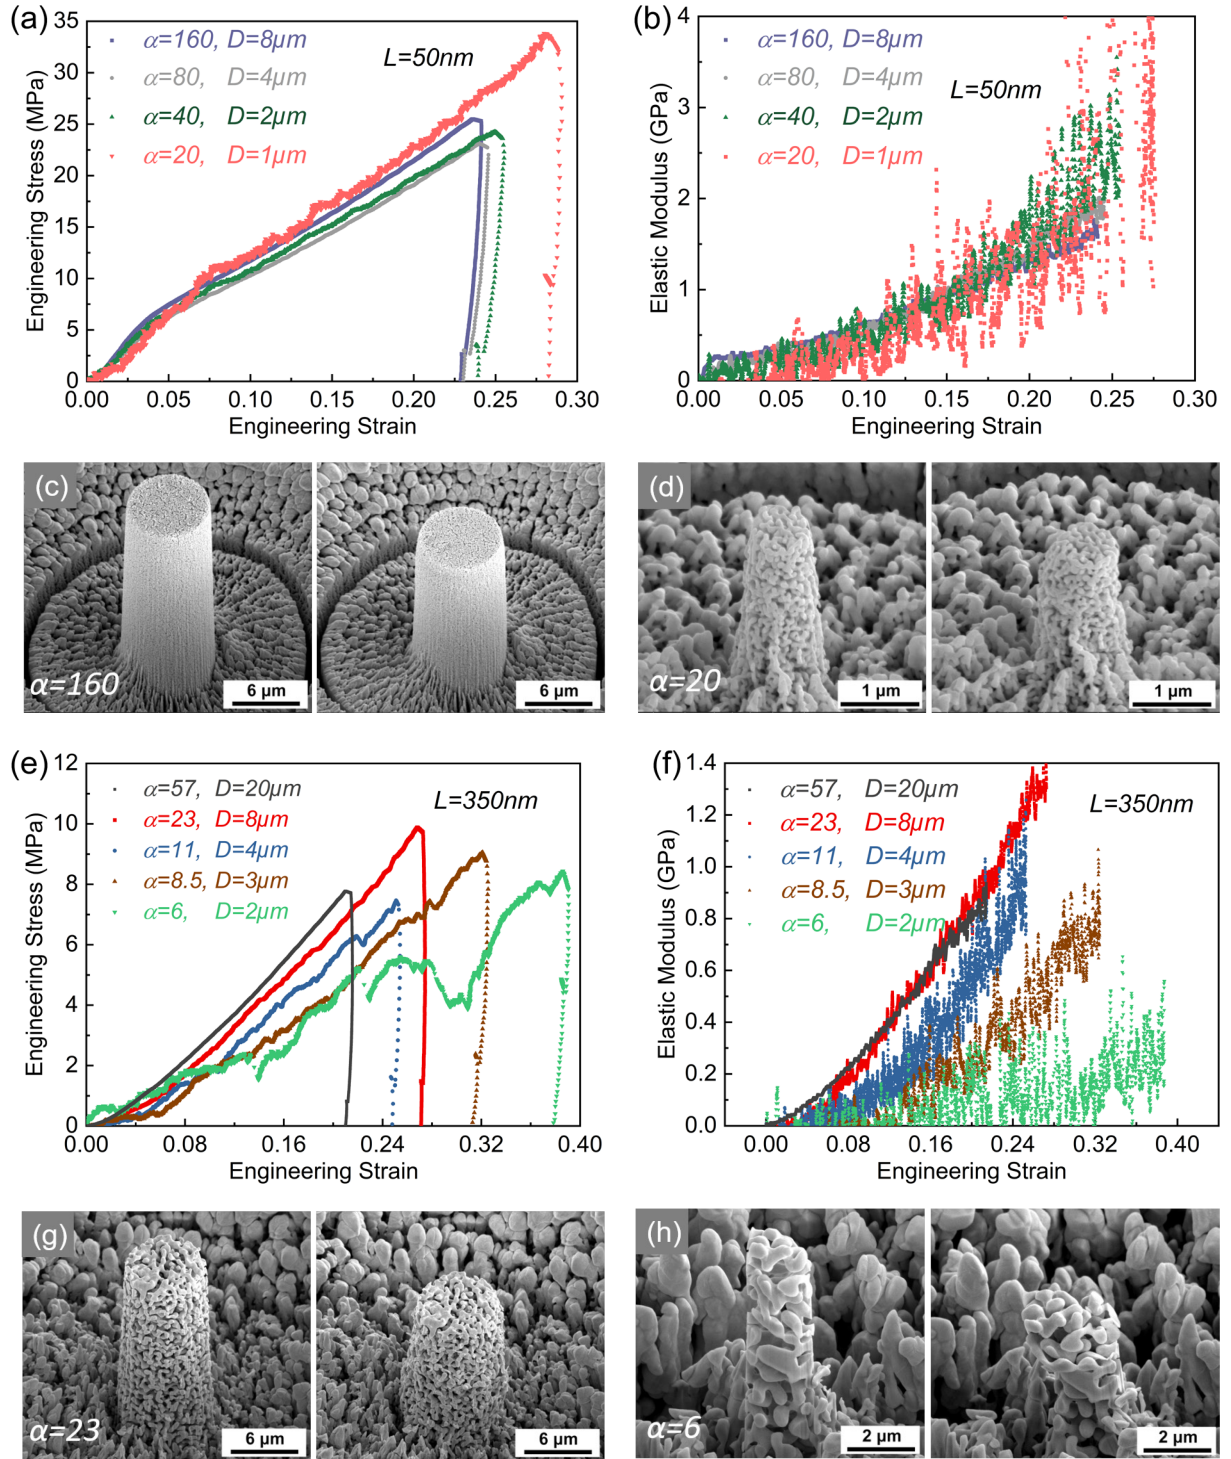 (a)
35
30
25
20
15
10
5
0
Engineering Stress (MPa)
α=160, D=8μm
α=80, D=4μm
α=40, D=2μm
α=20, D=1μm
L=50nm
0.00 0.05 0.10 0.15 0.20 0.25 0.30
Engineering Strain
(b)
4
3
2
1
0
Elastic Modulus (GPa)
α=160, D=8μm
α=80, D=4μm
α=40, D=2μm
α=20, D=1μm
L=50nm
0.00 0.05 0.10 0.15 0.20 0.25 0.30
Engineering Strain
(c)
α=160
6 μm
6 μm
(d)
α=20
1 μm
1 μm
(e)
12
10
8
6
4
2
0
Engineering Stress (MPa)
α=57, D=20μm
α=23, D=8μm
α=11, D=4μm
α=8.5, D=3μm
α=6, D=2μm
L=350nm
0.00 0.08 0.16 0.24 0.32 0.40
Engineering Strain
(f)
1.4
1.2
1.0
0.8
0.6
0.4
0.2
0.0
Elastic Modulus (GPa)
α=57, D=20μm
α=23, D=8μm
α=11, D=4μm
α=8.5, D=3μm
α=6, D=2μm
L=350nm
0.00 0.08 0.16 0.24 0.32 0.40
Engineering Strain
(g)
α=23
6 μm
6 μm
(h)
α=6
2 μm
2 μm